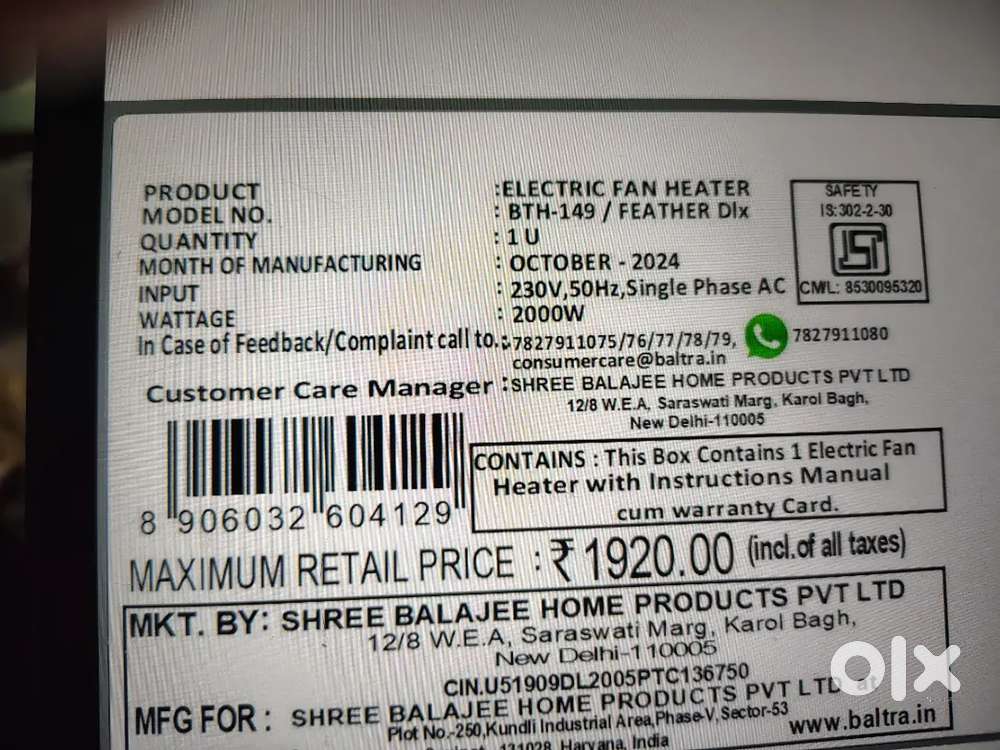 PRODUCT :ELECTRIC FAN HEATER
MODEL NO. : BTH-149 / FEATHER Dlx
QUANTITY : 1 U
MONTH OF MANUFACTURING : OCTOBER - 2024
INPUT : 230V,50Hz,Single Phase AC
WATTAGE : 2000W
SAFETY
IS:302-2-30
ISI
CM/L: 8530095320
In Case of Feedback/Complaint call to.:7827911075/76/77/78/79, 7827911080
consumercare@baltra.in
Customer Care Manager :SHREE BALAJEE HOME PRODUCTS PVT LTD
12/8 W.E.A, Saraswati Marg, Karol Bagh,
New Delhi-110005
8 906032 604129
CONTAINS : This Box Contains 1 Electric Fan
Heater with Instructions Manual
cum warranty Card.
MAXIMUM RETAIL PRICE : ₹ 1920.00 (incl.of all taxes)
MKT. BY: SHREE BALAJEE HOME PRODUCTS PVT LTD
12/8 W.E.A, Saraswati Marg, Karol Bagh,
New Delhi-110005
CIN.U51909DL2005PTC136750
MFG FOR : SHREE BALAJEE HOME PRODUCTS PVT LTD
Plot No.-250,Kundli Industrial Area,Phase-V,Sector-53
131028 Haryana, India
www.baltra.in
olx